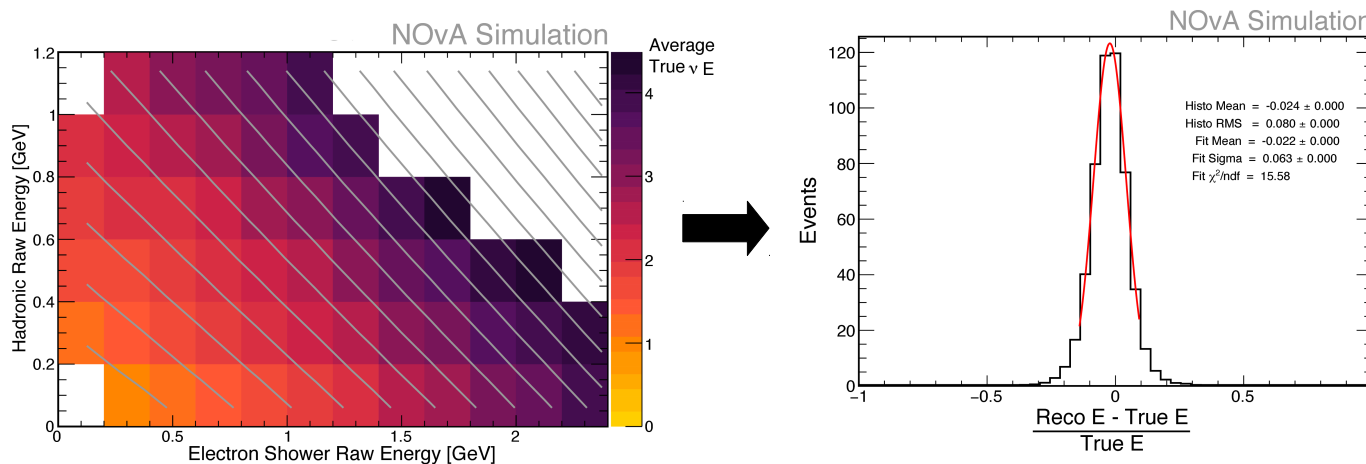 NOvA Simulation
Average
True ν E
1.2
1
0.8
0.6
0.4
0.2
0
Hadronic Raw Energy [GeV]
0
0.5
1
1.5
2
Electron Shower Raw Energy [GeV]
4
3
2
1
0
NOvA Simulation
120
100
80
60
40
20
0
Events
Histo Mean = -0.024 ± 0.000
Histo RMS = 0.080 ± 0.000
Fit Mean = -0.022 ± 0.000
Fit Sigma = 0.063 ± 0.000
Fit χ²/ndf = 15.58
−1
−0.5
0
0.5
Reco E - True E
True E